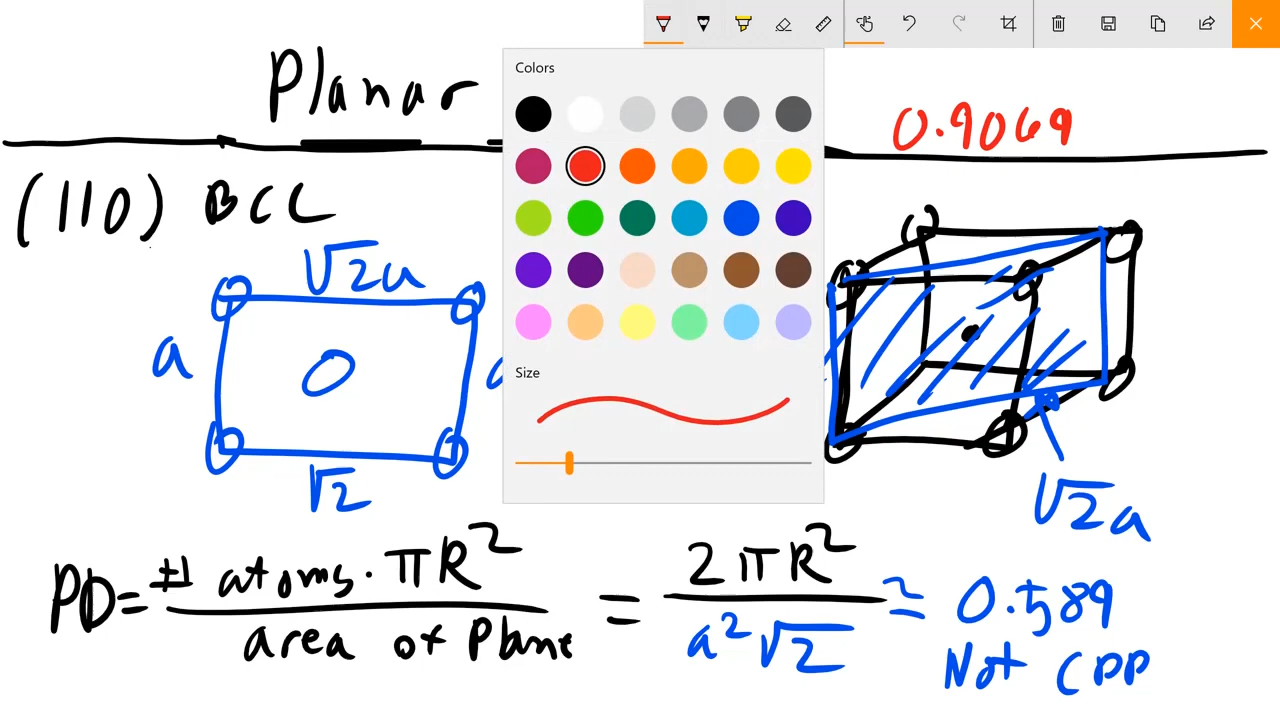 Planar
Colors
0.9069
(110) BCC
√2a
a
√2
Size
√2a
PD = # atoms · πR² / area of Plane = 2πR² / a²√2 ≈ 0.589
Not CPP